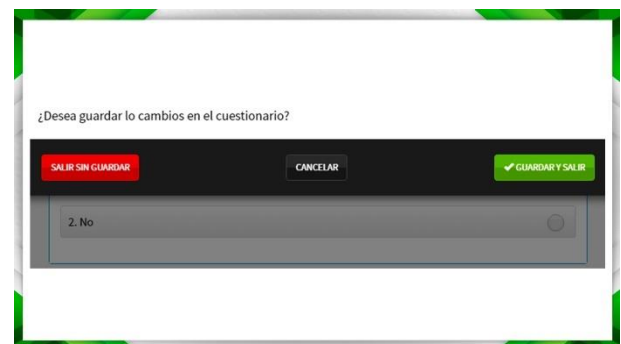 ¿Desea guardar lo cambios en el cuestionario?
SALIR SIN GUARDAR
CANCELAR
✔ GUARDAR Y SALIR
2. No